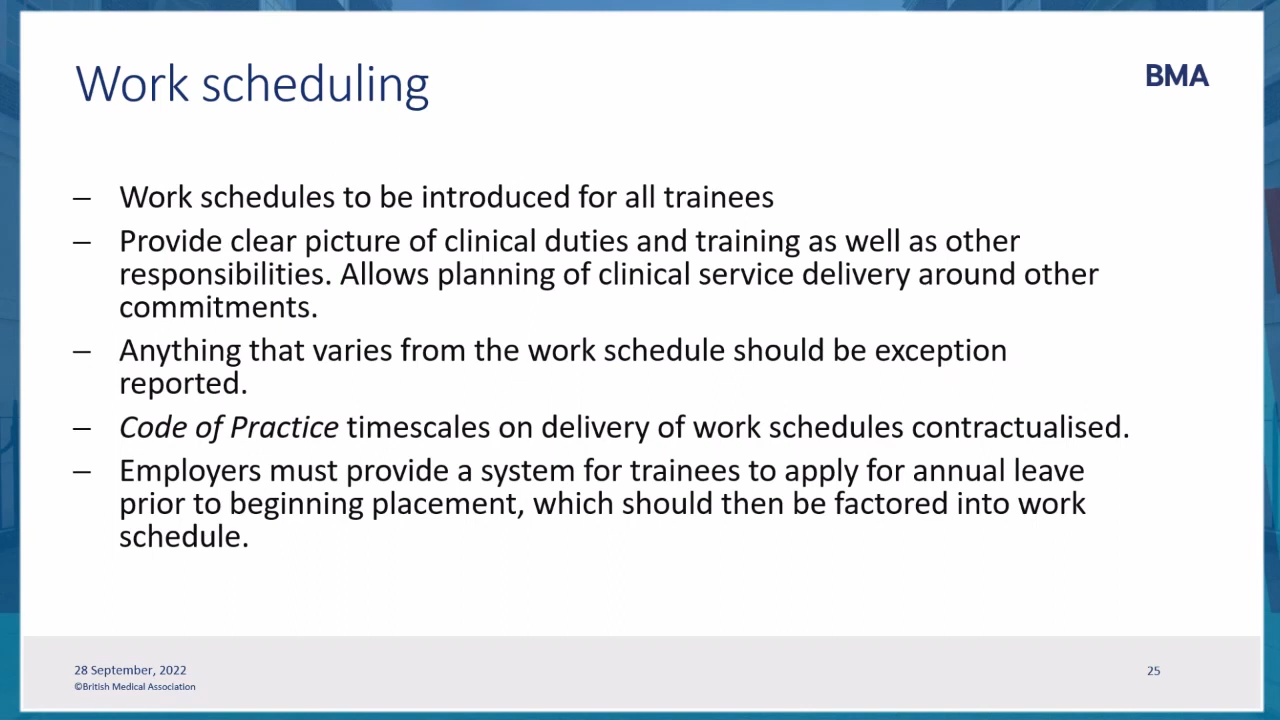 Work scheduling
BMA
– Work schedules to be introduced for all trainees
– Provide clear picture of clinical duties and training as well as other
responsibilities. Allows planning of clinical service delivery around other
commitments.
– Anything that varies from the work schedule should be exception
reported.
– Code of Practice timescales on delivery of work schedules contractualised.
– Employers must provide a system for trainees to apply for annual leave
prior to beginning placement, which should then be factored into work
schedule.
28 September, 2022
©British Medical Association
25